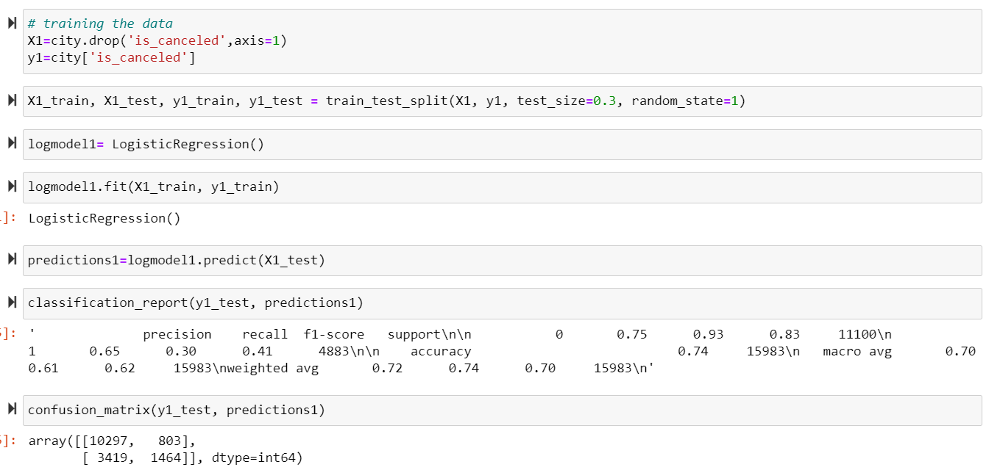 # training the data
X1=city.drop('is_canceled',axis=1)
y1=city['is_canceled']
X1_train, X1_test, y1_train, y1_test = train_test_split(X1, y1, test_size=0.3, random_state=1)
logmodel1= LogisticRegression()
logmodel1.fit(X1_train, y1_train)
]: LogisticRegression()
predictions1=logmodel1.predict(X1_test)
classification_report(y1_test, predictions1)
]: '              precision    recall  f1-score   support\n\n           0       0.75      0.93      0.83     11100\n
1       0.65      0.30      0.41      4883\n\n    accuracy                           0.74     15983\n   macro avg       0.70
0.61      0.62     15983\nweighted avg       0.72      0.74      0.70     15983\n'
confusion_matrix(y1_test, predictions1)
]: array([[10297,   803],
[ 3419,  1464]], dtype=int64)